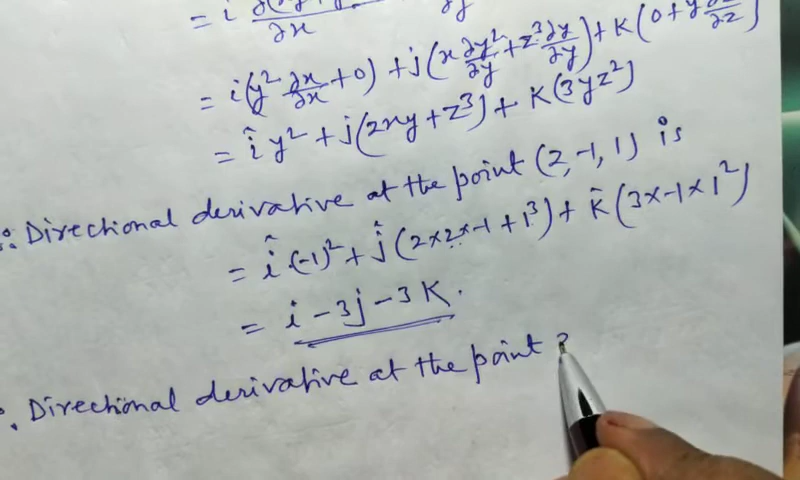 = i ∂x
= i(y² ∂x/∂x + 0) + j(x ∂y²/∂y + z³ ∂y/∂y) + K(0 + y
= î y² + j(2xy + z³) + K(3yz²)
∴ Directional derivative at the point (2, -1, 1) is
= î (-1)² + ĵ (2×2×-1 + 1³) + k̂ (3×-1×1²)
= i - 3j - 3K.
∴ Directional derivative at the point